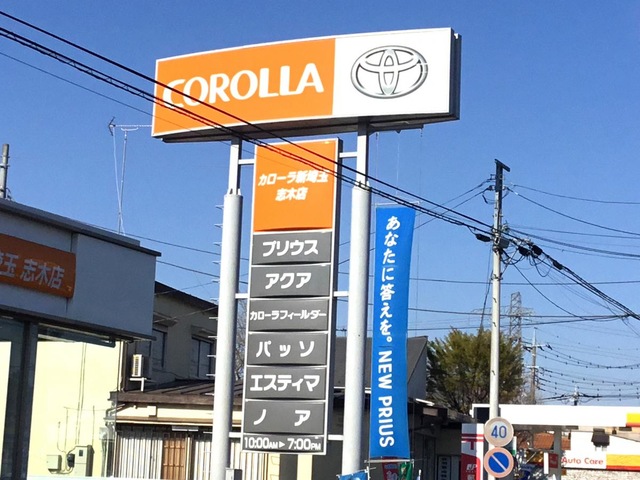 COROLLA
カローラ新埼玉
志木店
プリウス
アクア
カローラフィールダー
パッソ
エスティマ
ノア
10:00AM▶7:00PM
あなたに答えを。NEW PRIUS
埼玉 志木店
40
Auto Care